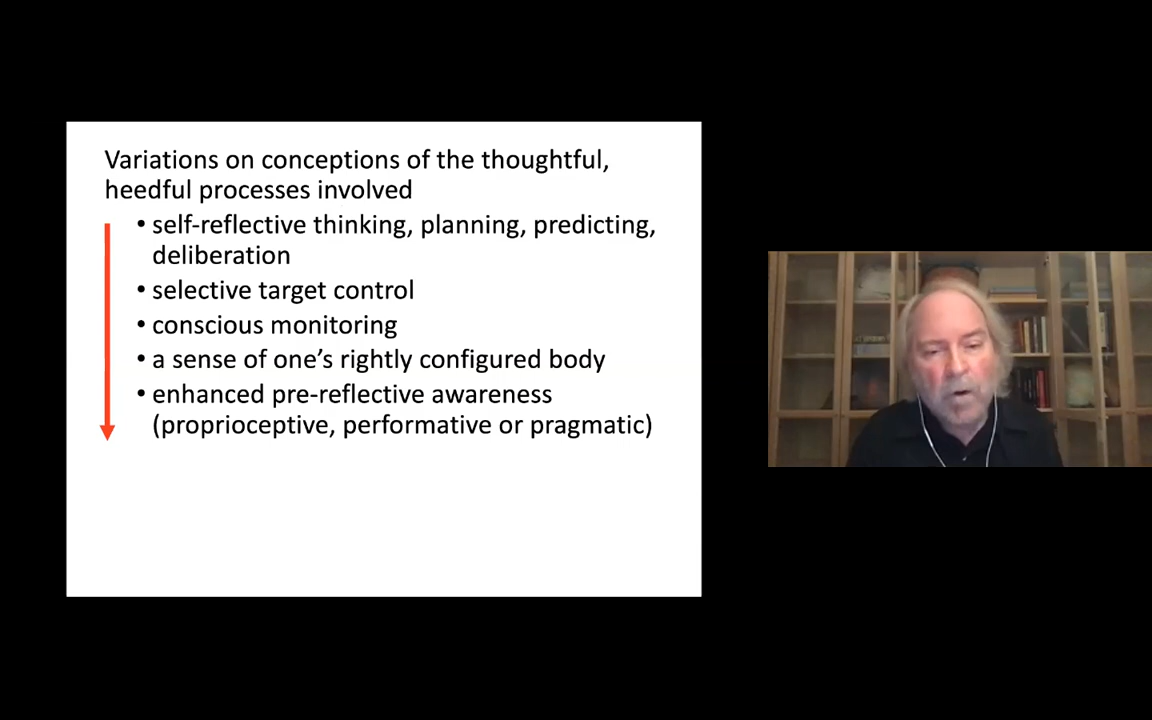 Variations on conceptions of the thoughtful,
heedful processes involved
• self-reflective thinking, planning, predicting,
deliberation
• selective target control
• conscious monitoring
• a sense of one’s rightly configured body
• enhanced pre-reflective awareness
(proprioceptive, performative or pragmatic)